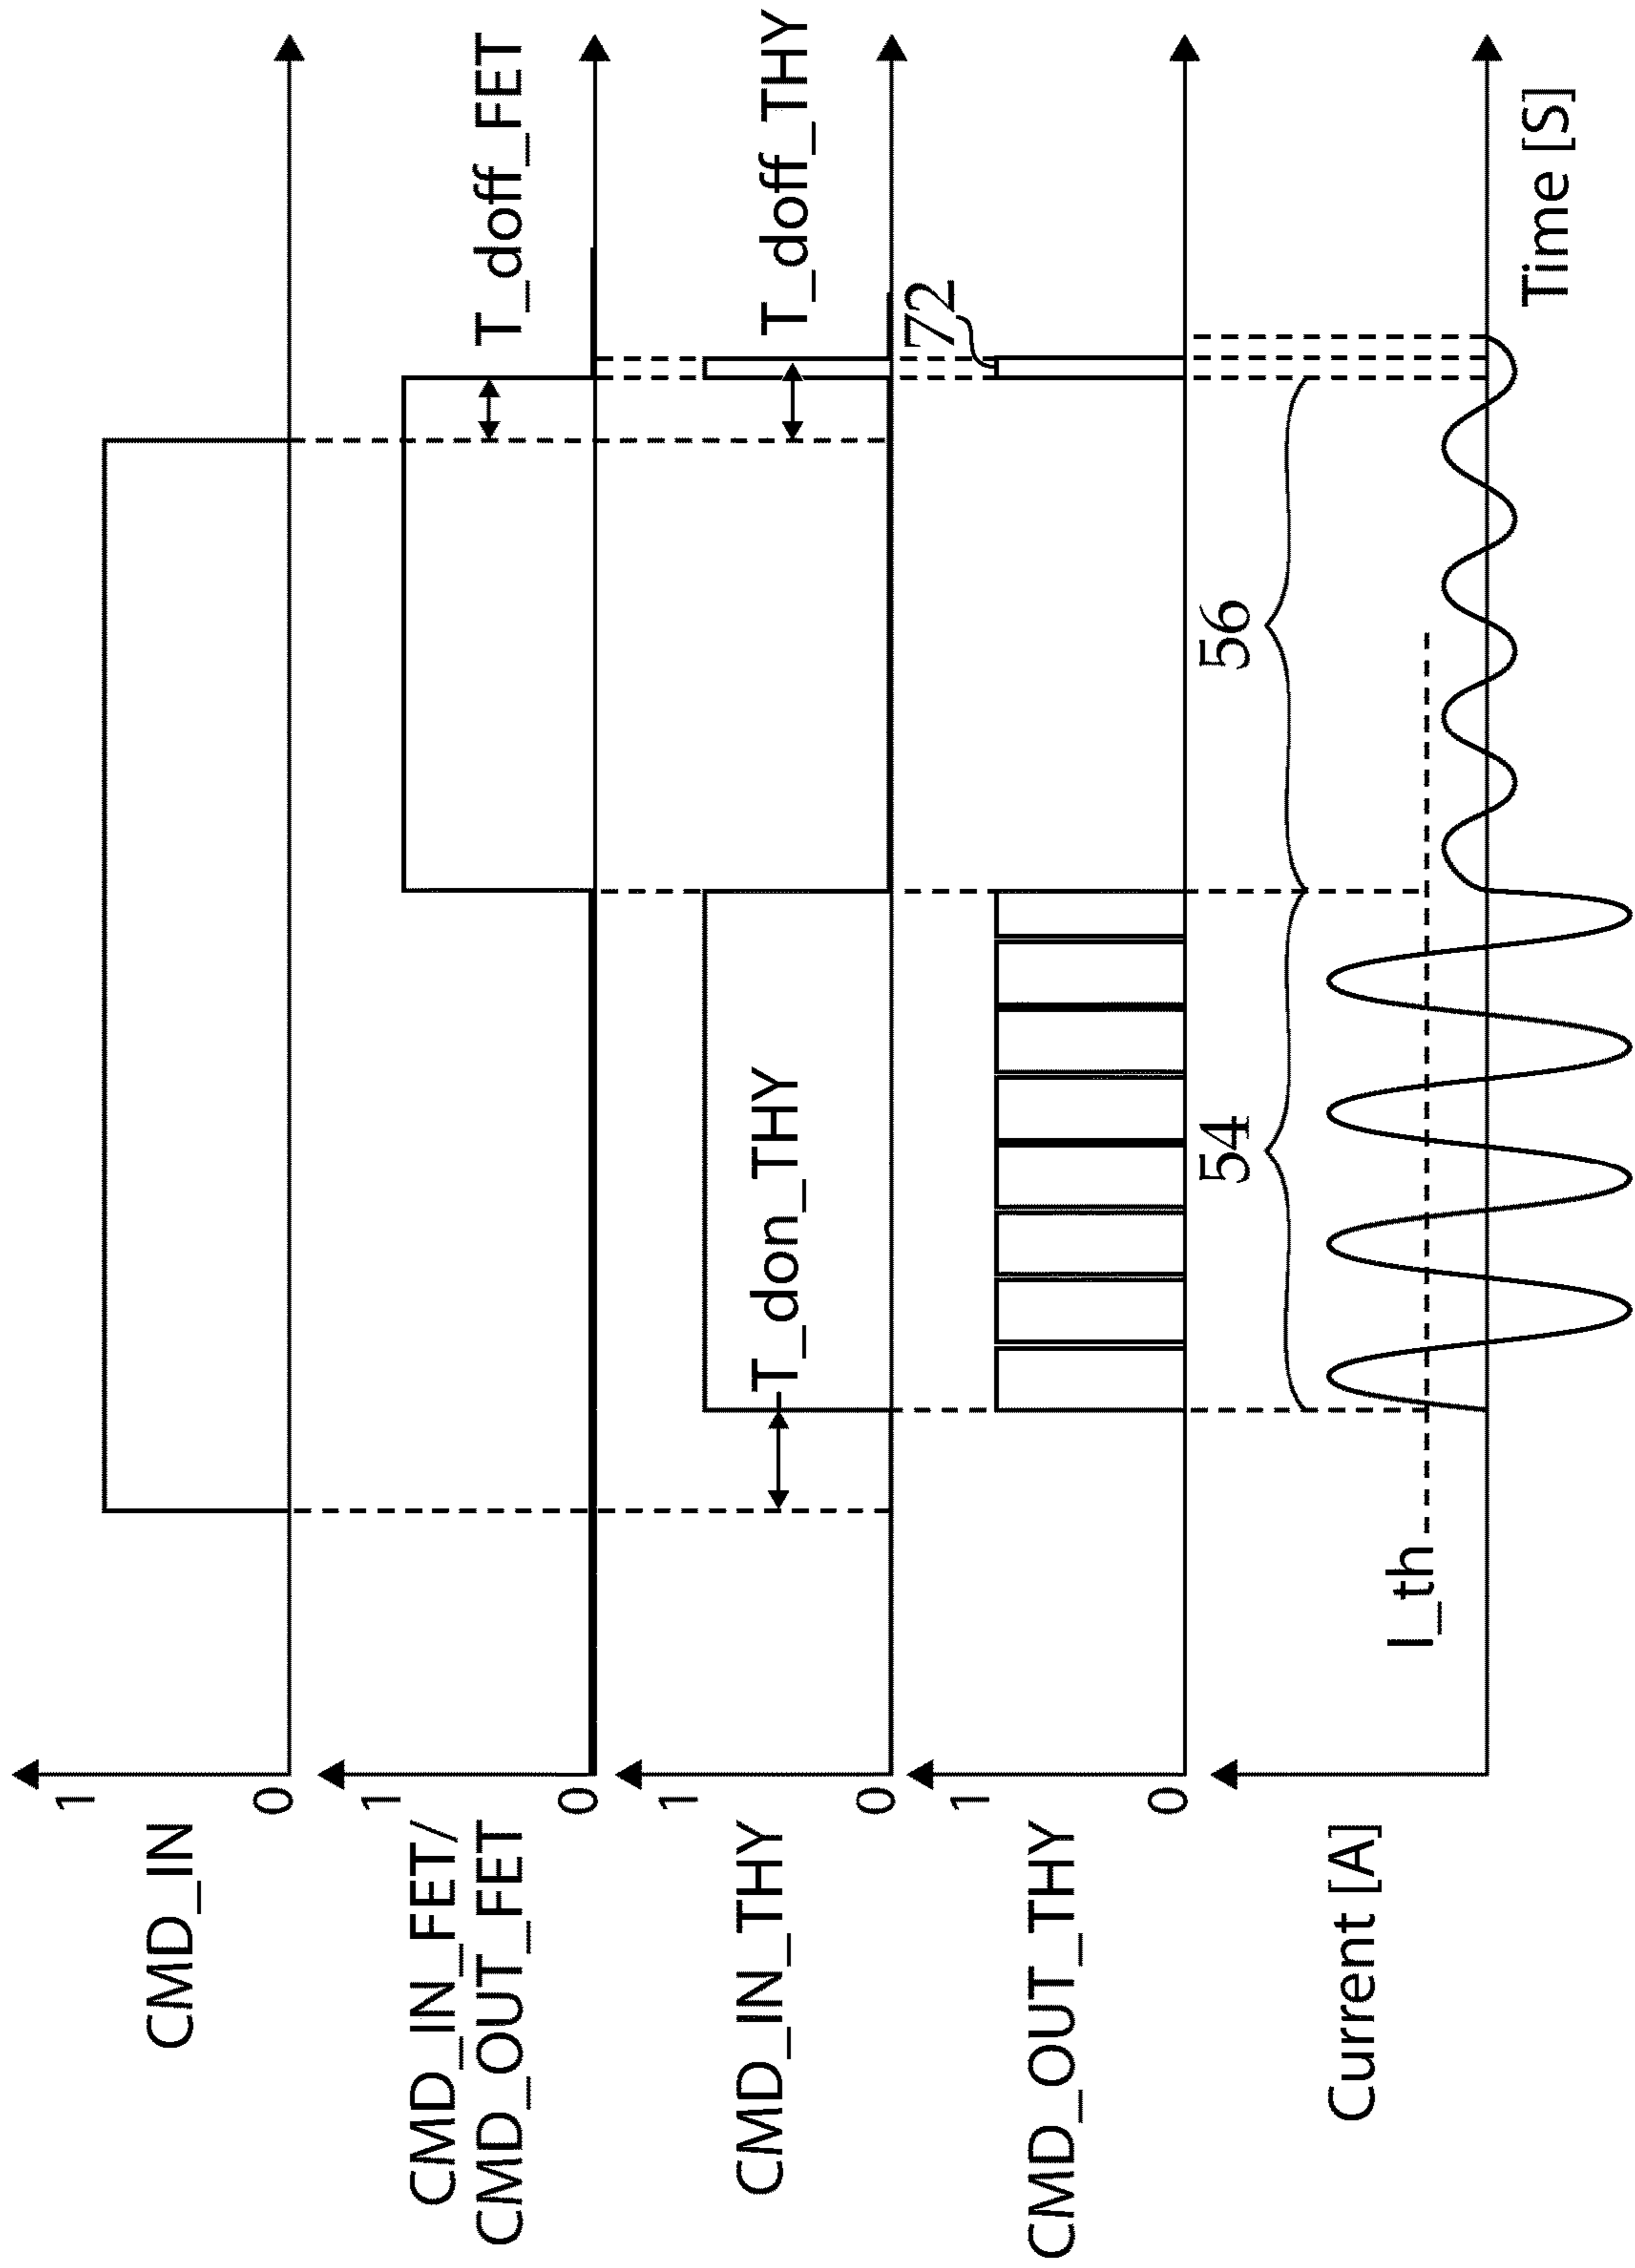 CMD_IN
1
0
CMD_IN_FET/
CMD_OUT_FET
1
0
T_doff_FET
CMD_IN_THY
1
0
T_don_THY
T_doff_THY
CMD_OUT_THY
1
0
72
54
56
Current [A]
I_th
Time [S]